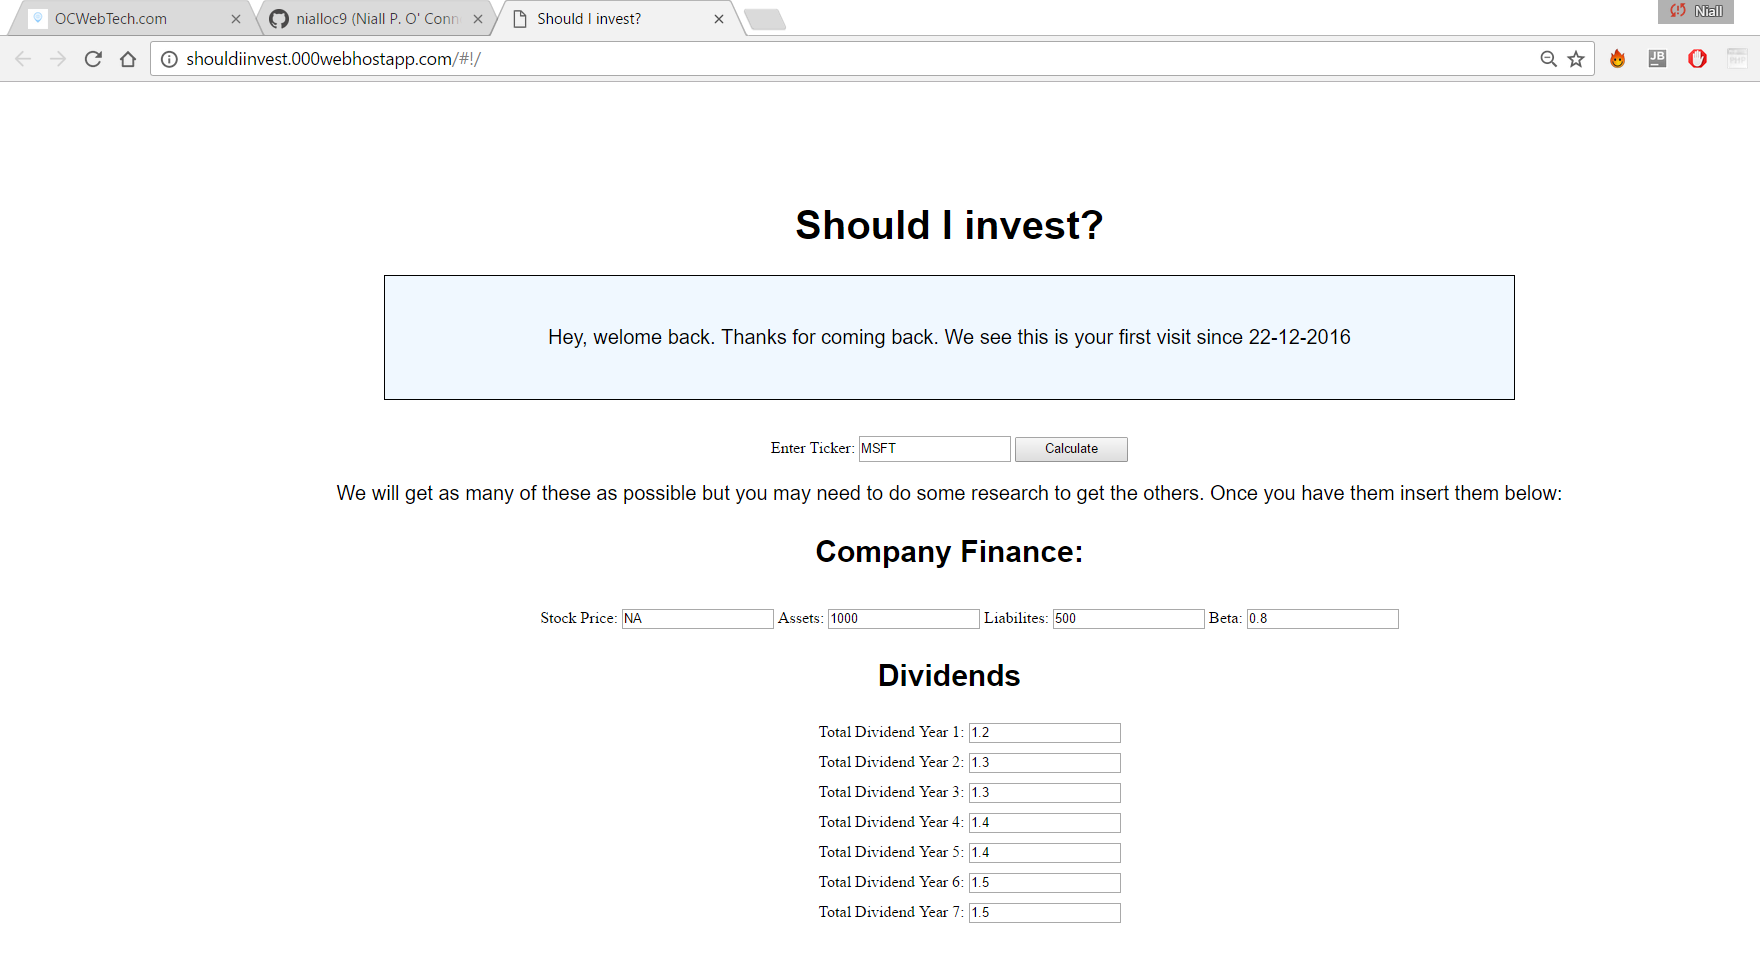 OCWebTech.com
nialloc9 (Niall P. O' Conn
Should I invest?
Niall
shouldiinvest.000webhostapp.com/#!/
JB
PHP
Should I invest?
Hey, welome back. Thanks for coming back. We see this is your first visit since 22-12-2016
Enter Ticker: MSFT Calculate
We will get as many of these as possible but you may need to do some research to get the others. Once you have them insert them below:
Company Finance:
Stock Price: NA Assets: 1000 Liabilites: 500 Beta: 0.8
Dividends
Total Dividend Year 1: 1.2
Total Dividend Year 2: 1.3
Total Dividend Year 3: 1.3
Total Dividend Year 4: 1.4
Total Dividend Year 5: 1.4
Total Dividend Year 6: 1.5
Total Dividend Year 7: 1.5